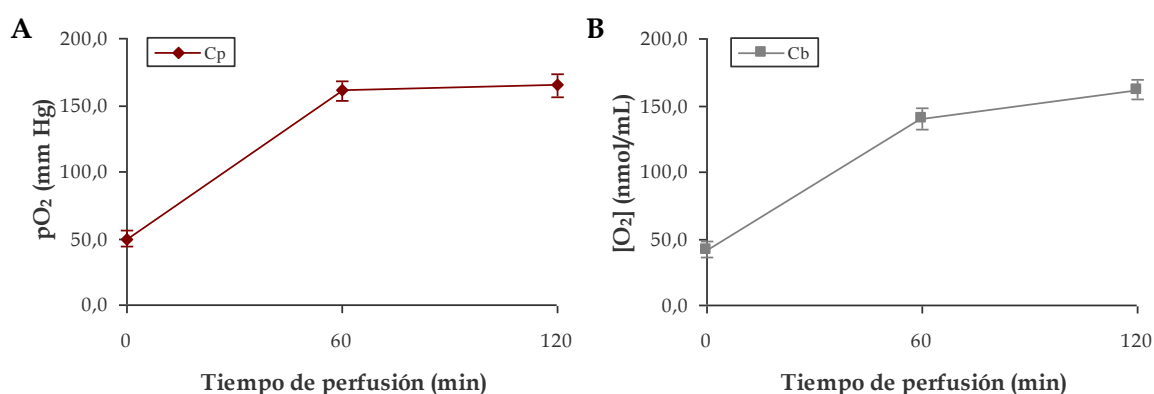 A
200,0
150,0
100,0
50,0
0,0
pO₂ (mm Hg)
Cp
0
60
120
Tiempo de perfusión (min)
B
200,0
150,0
100,0
50,0
0,0
[O₂] (nmol/mL)
Cb
0
60
120
Tiempo de perfusión (min)